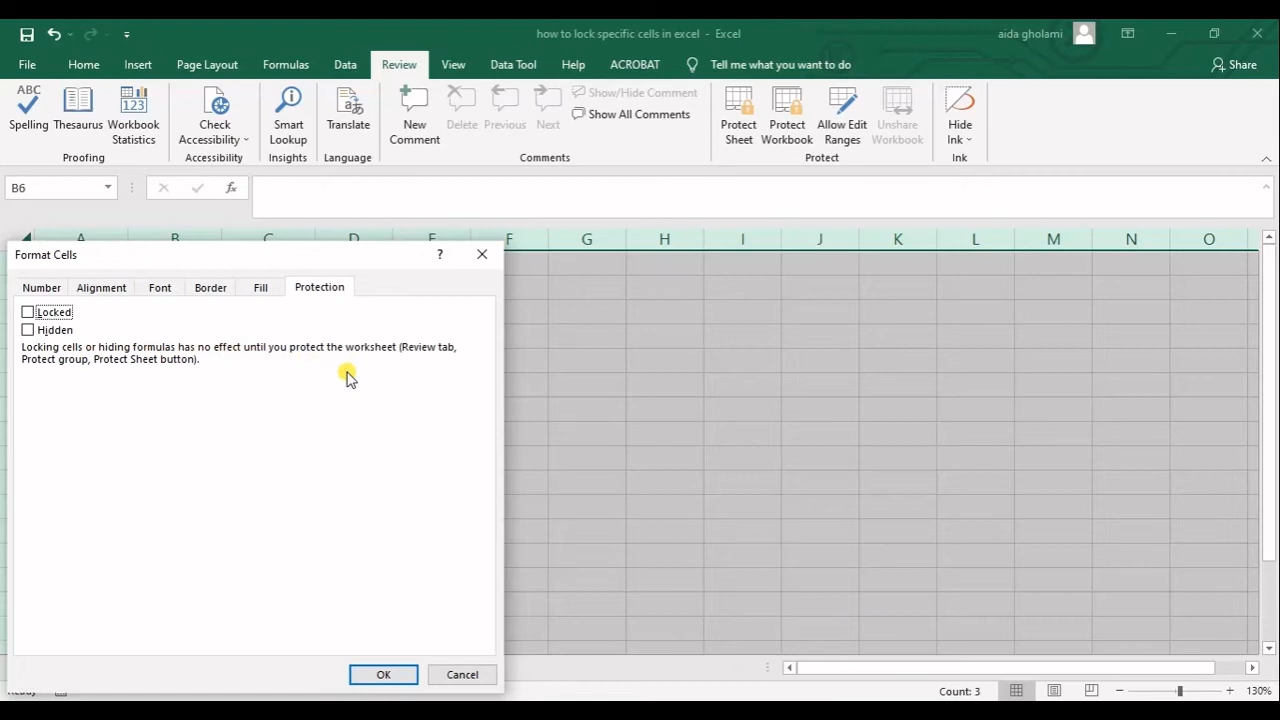 how to lock specific cells in excel - Excel
aida gholami
File Home Insert Page Layout Formulas Data Review View Data Tool Help ACROBAT Tell me what you want to do Share
ABC
Spelling
Thesaurus
123
Workbook
Statistics
Check
Accessibility
Smart
Lookup
Translate
New
Comment
Delete
Previous
Next
Show/Hide Comment
Show All Comments
Protect
Sheet
Protect
Workbook
Allow Edit
Ranges
Unshare
Workbook
Hide
Ink
Proofing Accessibility Insights Language Comments Protect Ink
B6 fx
A B C D E F G H I J K L M N O
Format Cells ?
Number Alignment Font Border Fill Protection
Locked
Hidden
Locking cells or hiding formulas has no effect until you protect the worksheet (Review tab,
Protect group, Protect Sheet button).
OK Cancel
Count: 3 130%